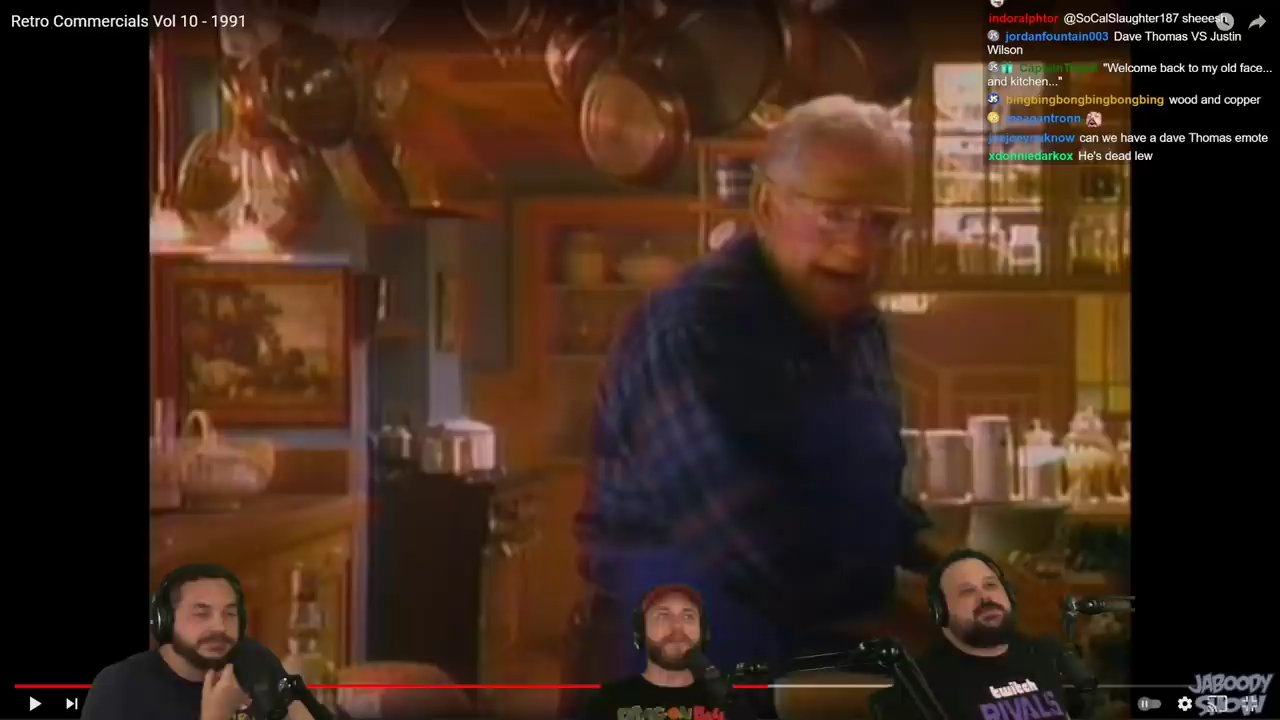 Retro Commercials Vol 10 - 1991
indoralphtor @SoCalSlaughter187 sheeesh
jordanfountain003 Dave Thomas VS Justin
Wilson
"Welcome back to my old face...
and kitchen..."
bingbingbongbingbongbing wood and copper
can we have a dave Thomas emote
xdonniedarkox He's dead lew
twitch
RIVALS
JABOODY
SHOW